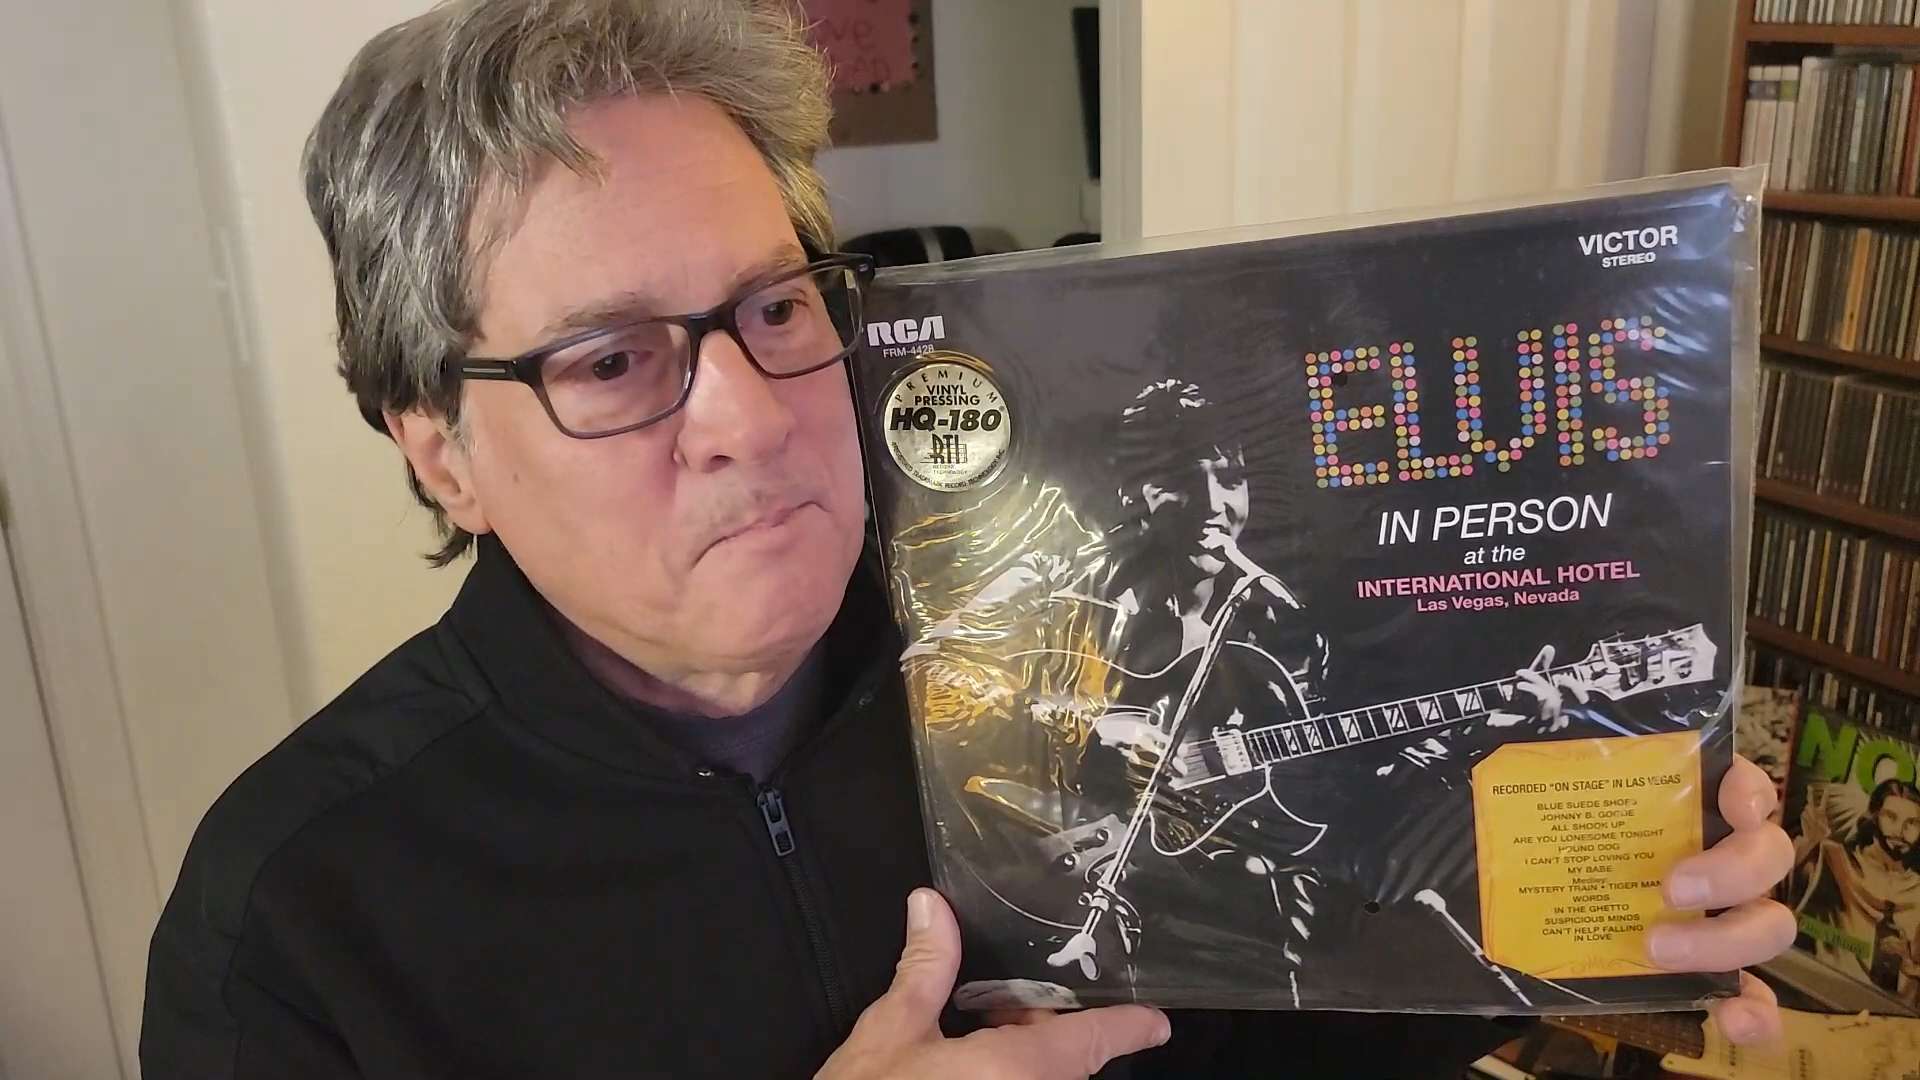 ve
VICTOR
STEREO
RCA
FRM-4428
PREMIUM
VINYL
PRESSING
HQ-180
RTI
ELVIS
IN PERSON
at the
INTERNATIONAL HOTEL
Las Vegas, Nevada
RECORDED "ON STAGE" IN LAS VEGAS
BLUE SUEDE SHOES
JOHNNY B. GOODE
ALL SHOOK UP
ARE YOU LONESOME TONIGHT
HOUND DOG
I CAN'T STOP LOVING YOU
MY BABE
Medley:
MYSTERY TRAIN • TIGER MAN
WORDS
IN THE GHETTO
SUSPICIOUS MINDS
CAN'T HELP FALLING
IN LOVE
NO